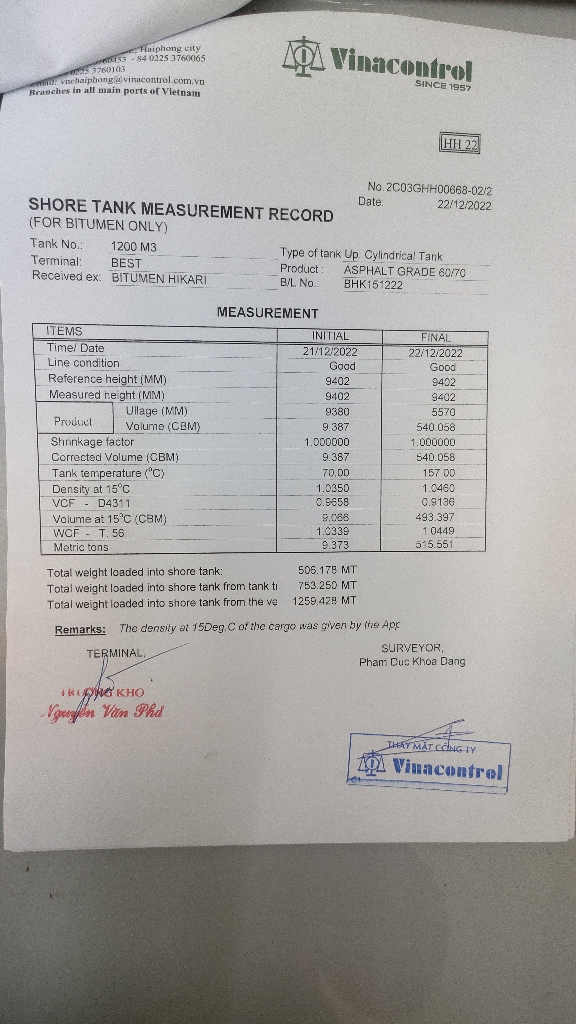 Haiphong city
- 84 0225 3760065
3760103
vnchaiphong@vinacontrol.com.vn
Branches in all main ports of Vietnam
Vinacontrol
SINCE 1957
HH 22
No.2C03GHH00668-02/2
Date: 22/12/2022
SHORE TANK MEASUREMENT RECORD
(FOR BITUMEN ONLY)
Tank No.: 1200 M3 Type of tank Up. Cylindrical Tank
Terminal: BEST Product : ASPHALT GRADE 60/70
Received ex: BITUMEN HIKARI B/L No. BHK151222
MEASUREMENT
ITEMS INITIAL FINAL
Time/ Date 21/12/2022 22/12/2022
Line condition Good Good
Reference height (MM) 9402 9402
Measured height (MM) 9402 9402
Product Ullage (MM) 9380 5570
Volume (CBM) 9.387 540.058
Shrinkage factor 1.000000 1.000000
Corrected Volume (CBM) 9.387 540.058
Tank temperature (°C) 70.00 157.00
Density at 15°C 1.0350 1.0460
VCF - D4311 0.9658 0.9136
Volume at 15°C (CBM) 9.066 493.397
WCF - T. 56 1.0339 1.0449
Metric tons 9.373 515.551
Total weight loaded into shore tank: 506.178 MT
Total weight loaded into shore tank from tank t 753.250 MT
Total weight loaded into shore tank from the ve 1259.428 MT
Remarks: The density at 15Deg.C of the cargo was given by the App
TERMINAL, SURVEYOR,
Pham Duc Khoa Dang
TRƯỞNG KHO
Nguyễn Văn Phú
THAY MẶT CÔNG TY
Vinacontrol